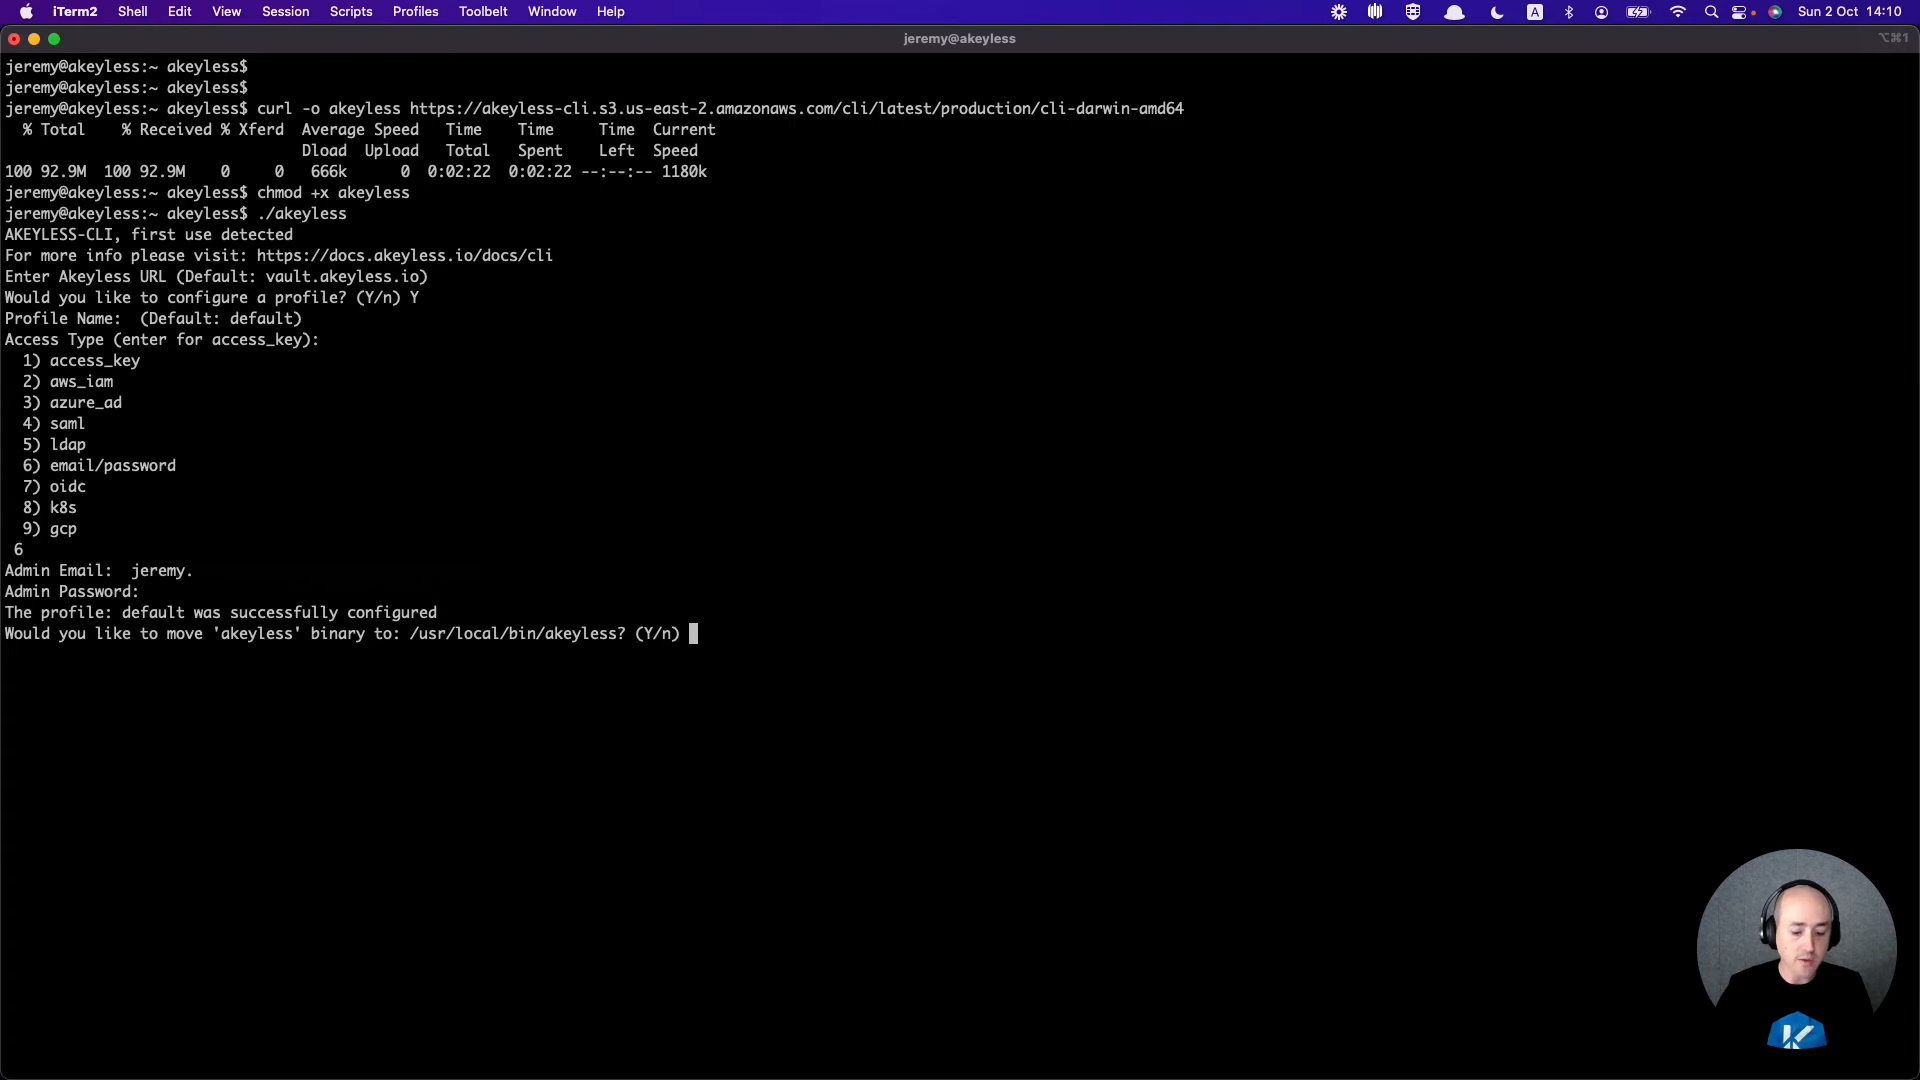 iTerm2 Shell Edit View Session Scripts Profiles Toolbelt Window Help A Sun 2 Oct 14:10
jeremy@akeyless ⌥⌘1
jeremy@akeyless:~ akeyless$
jeremy@akeyless:~ akeyless$
jeremy@akeyless:~ akeyless$ curl -o akeyless https://akeyless-cli.s3.us-east-2.amazonaws.com/cli/latest/production/cli-darwin-amd64
% Total % Received % Xferd Average Speed Time Time Time Current
Dload Upload Total Spent Left Speed
100 92.9M 100 92.9M 0 0 666k 0 0:02:22 0:02:22 --:--:-- 1180k
jeremy@akeyless:~ akeyless$ chmod +x akeyless
jeremy@akeyless:~ akeyless$ ./akeyless
AKEYLESS-CLI, first use detected
For more info please visit: https://docs.akeyless.io/docs/cli
Enter Akeyless URL (Default: vault.akeyless.io)
Would you like to configure a profile? (Y/n) Y
Profile Name:  (Default: default)
Access Type (enter for access_key):
1) access_key
2) aws_iam
3) azure_ad
4) saml
5) ldap
6) email/password
7) oidc
8) k8s
9) gcp
6
Admin Email:  jeremy.
Admin Password:
The profile: default was successfully configured
Would you like to move 'akeyless' binary to: /usr/local/bin/akeyless? (Y/n)